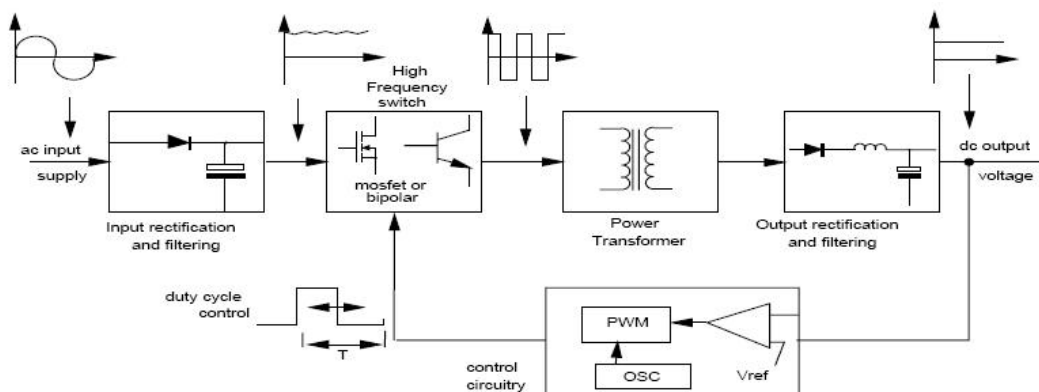 High
Frequency
switch
ac input
supply
mosfet or
bipolar
dc output
voltage
Input rectification
and filtering
Power
Transformer
Output rectification
and filtering
duty cycle
control
T
control
circuitry
PWM
OSC
Vref